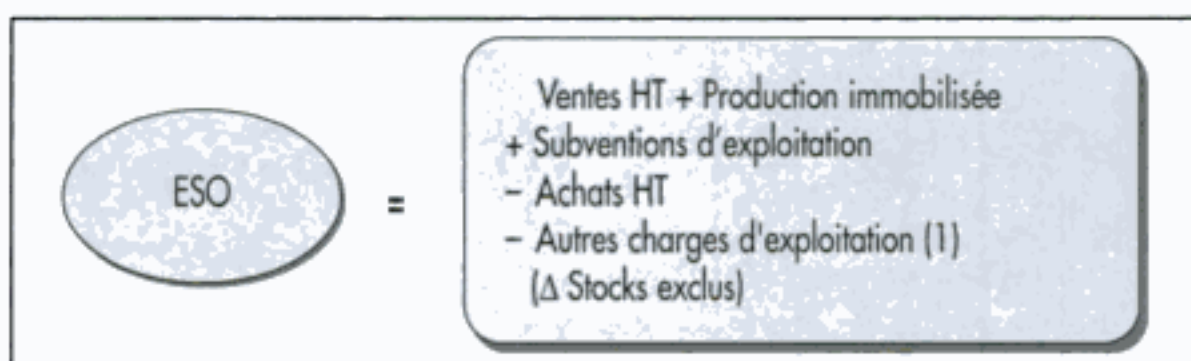 ESO
=
Ventes HT + Production immobilisée
+ Subventions d'exploitation
– Achats HT
– Autres charges d'exploitation (1)
(Δ Stocks exclus)